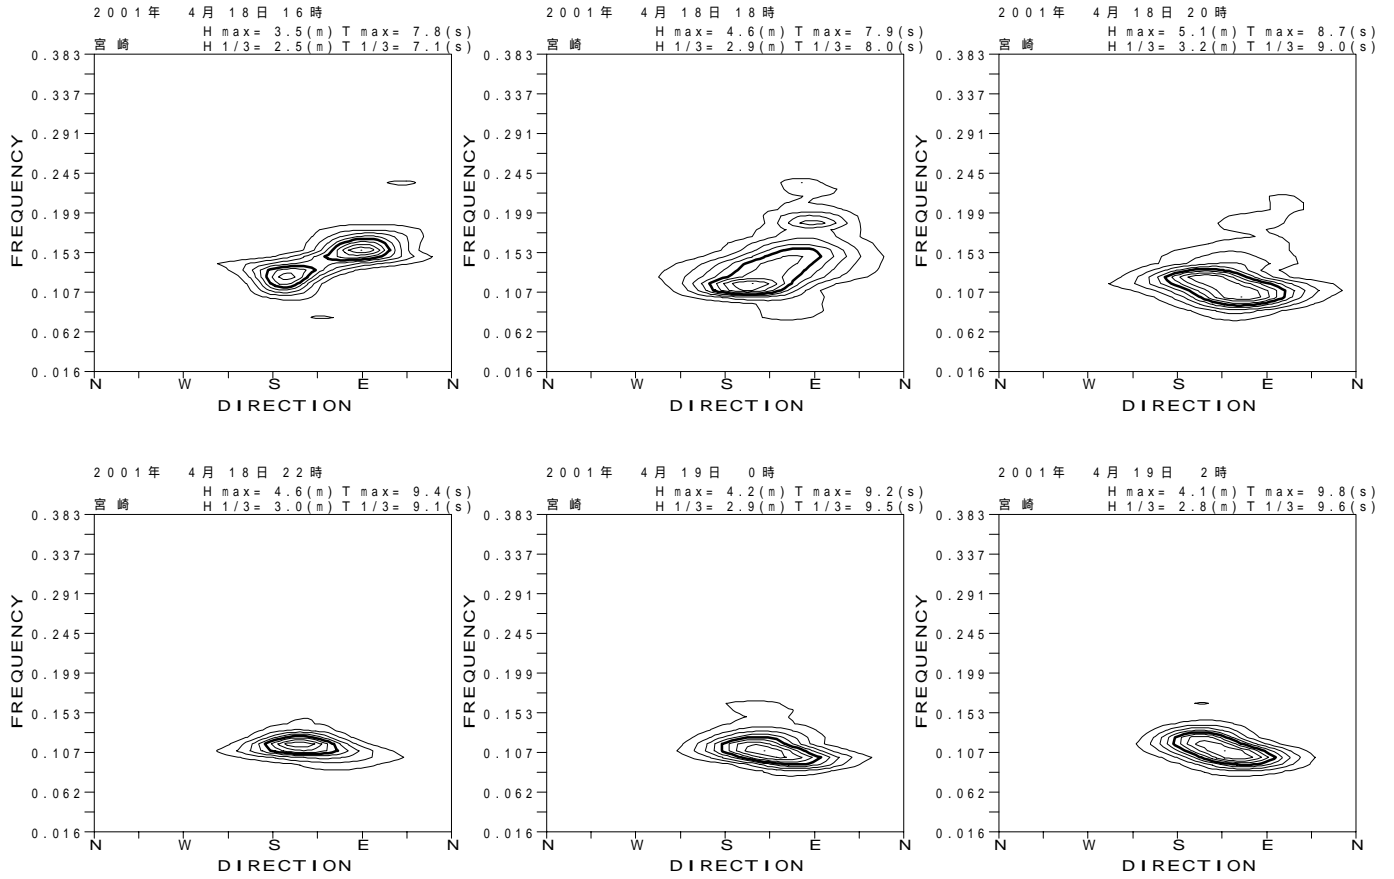 2001年 4月 18日 16時
H max= 3.5(m) T max= 7.8(s)
宮崎 H 1/3= 2.5(m) T 1/3= 7.1(s)
0.383
0.337
0.291
0.245
0.199
0.153
0.107
0.062
0.016
FREQUENCY
N W S E N
DIRECTION
2001年 4月 18日 18時
H max= 4.6(m) T max= 7.9(s)
宮崎 H 1/3= 2.9(m) T 1/3= 8.0(s)
0.383
0.337
0.291
0.245
0.199
0.153
0.107
0.062
0.016
FREQUENCY
N W S E N
DIRECTION
2001年 4月 18日 20時
H max= 5.1(m) T max= 8.7(s)
宮崎 H 1/3= 3.2(m) T 1/3= 9.0(s)
0.383
0.337
0.291
0.245
0.199
0.153
0.107
0.062
0.016
FREQUENCY
N W S E N
DIRECTION
2001年 4月 18日 22時
H max= 4.6(m) T max= 9.4(s)
宮崎 H 1/3= 3.0(m) T 1/3= 9.1(s)
0.383
0.337
0.291
0.245
0.199
0.153
0.107
0.062
0.016
FREQUENCY
N W S E N
DIRECTION
2001年 4月 19日 0時
H max= 4.2(m) T max= 9.2(s)
宮崎 H 1/3= 2.9(m) T 1/3= 9.5(s)
0.383
0.337
0.291
0.245
0.199
0.153
0.107
0.062
0.016
FREQUENCY
N W S E N
DIRECTION
2001年 4月 19日 2時
H max= 4.1(m) T max= 9.8(s)
宮崎 H 1/3= 2.8(m) T 1/3= 9.6(s)
0.383
0.337
0.291
0.245
0.199
0.153
0.107
0.062
0.016
FREQUENCY
N W S E N
DIRECTION